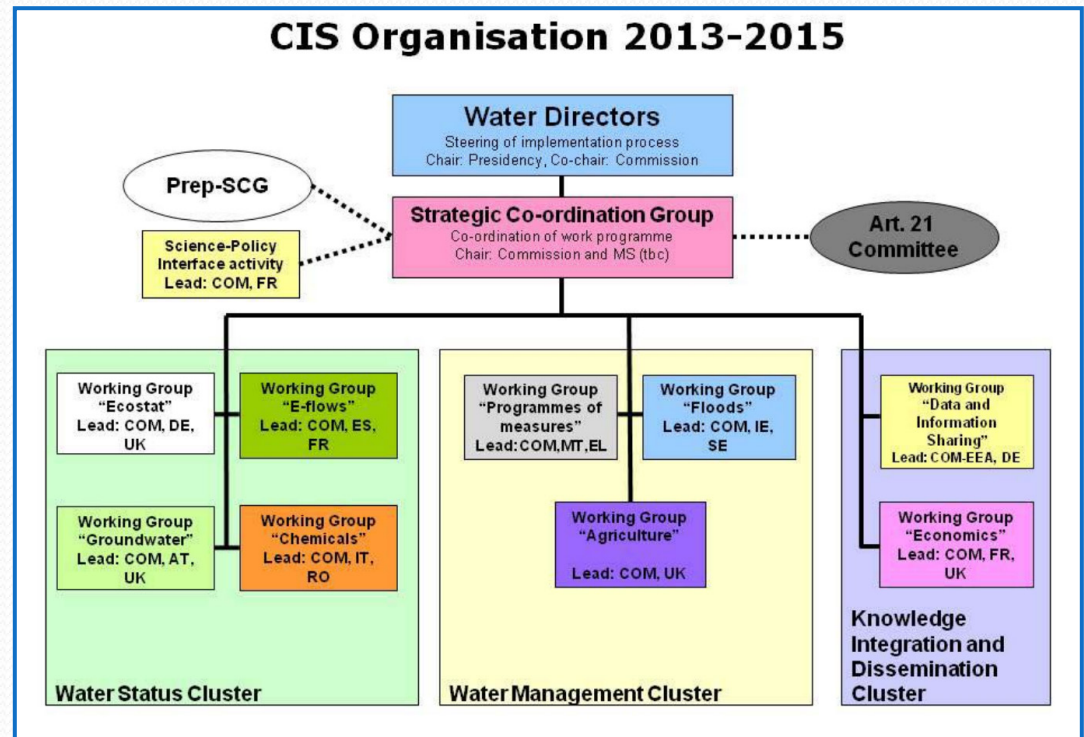 CIS Organisation 2013-2015
Water Directors
Steering of implementation process
Chair: Presidency, Co-chair: Commission
Prep-SCG
Strategic Co-ordination Group
Co-ordination of work programme
Chair: Commission and MS (tbc)
Art. 21
Committee
Science-Policy
Interface activity
Lead: COM, FR
Working Group
“Ecostat”
Lead: COM, DE,
UK
Working Group
“E-flows”
Lead: COM, ES,
FR
Working Group
“Groundwater”
Lead: COM, AT,
UK
Working Group
“Chemicals”
Lead: COM, IT,
RO
Water Status Cluster
Working Group
“Programmes of
measures”
Lead:COM,MT,EL
Working Group
“Floods”
Lead: COM, IE,
SE
Working Group
“Agriculture”
Lead: COM, UK
Water Management Cluster
Working Group
“Data and
Information
Sharing”
Lead: COM-EEA, DE
Working Group
“Economics”
Lead: COM, FR,
UK
Knowledge
Integration and
Dissemination
Cluster